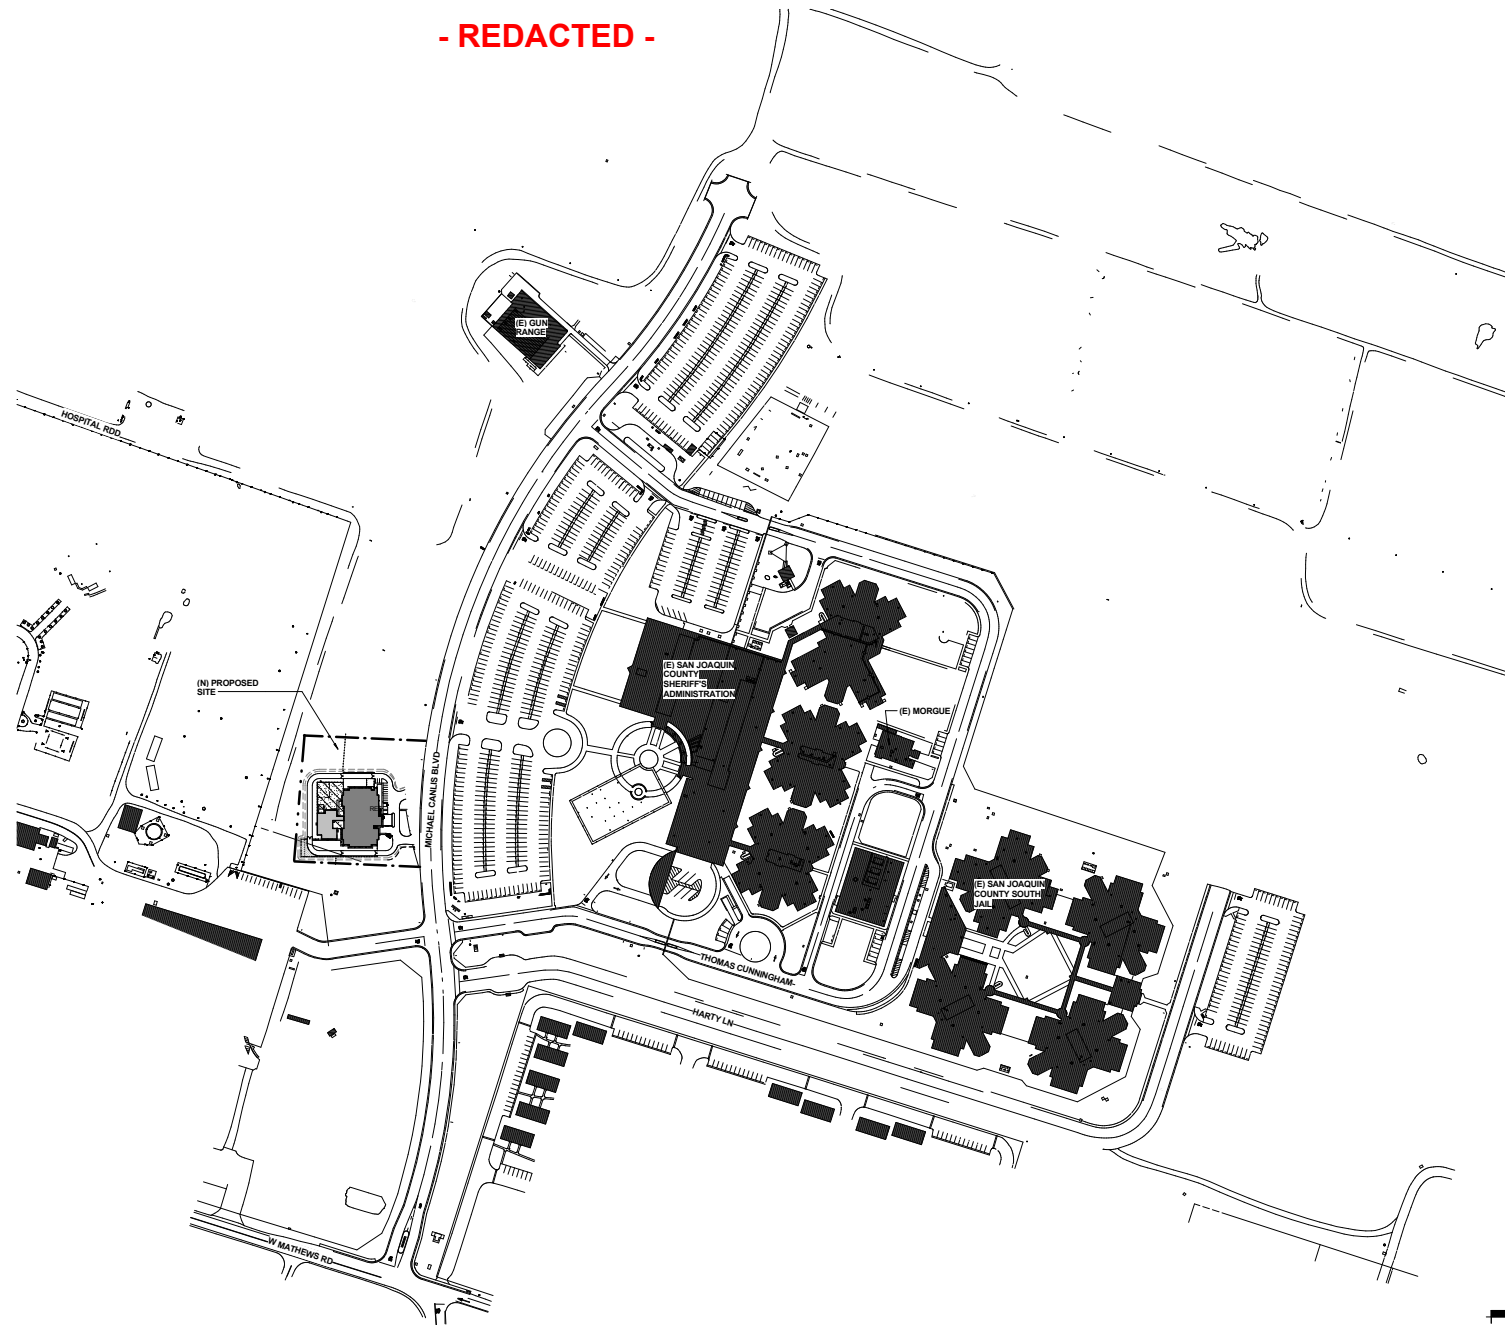 - REDACTED -
(E) GUN
RANGE
HOSPITAL RDD
(E) SAN JOAQUIN
COUNTY
SHERIFF'S
ADMINISTRATION
(N) PROPOSED
SITE
(E) MORGUE
MICHAEL CANLIS BLVD
(E) SAN JOAQUIN
COUNTY SOUTH
JAIL
THOMAS CUNNINGHAM
HARTY LN
W MATHEWS RD